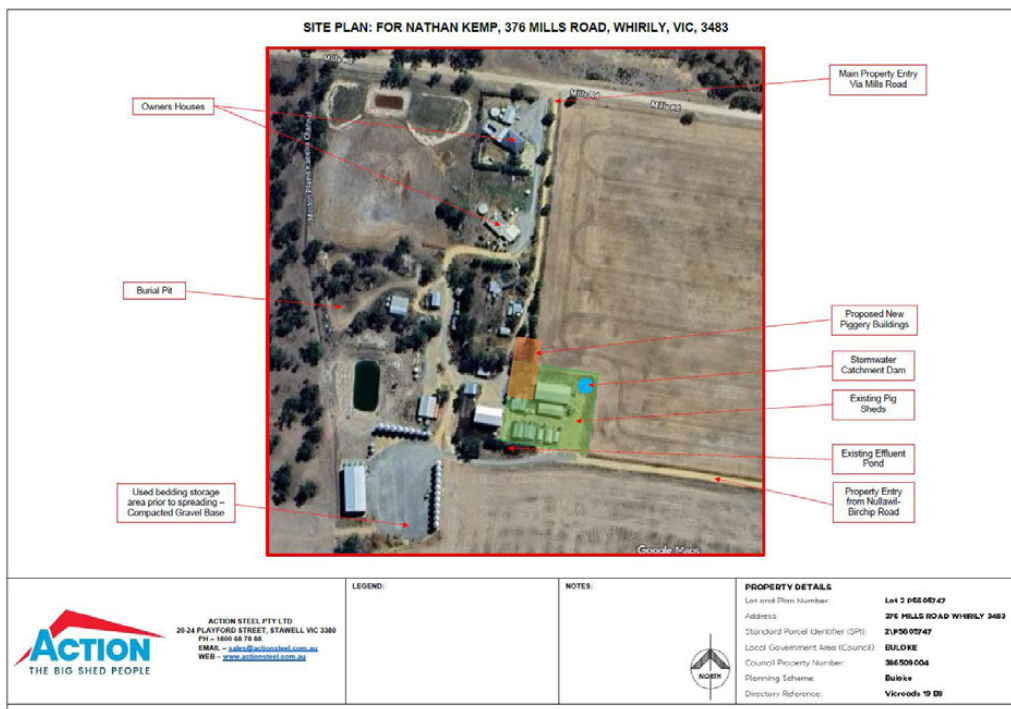 SITE PLAN: FOR NATHAN KEMP, 376 MILLS ROAD, WHIRILY, VIC, 3483
Mills Rd
Mills Rd
Mills Rd
Main Property Entry
Via Mills Road
Owners Houses
Burial Pit
Proposed New
Piggery Buildings
Stormwater
Catchment Dam
Existing Pig
Sheds
Existing Effluent
Pond
Used bedding storage
area prior to spreading –
Compacted Gravel Base
Property Entry
from Nullawil-
Birchip Road
Google Maps
ACTION
THE BIG SHED PEOPLE
ACTION STEEL PTY LTD
20-24 PLAYFORD STREET, STAWELL VIC 3380
PH – 1800 68 78 88
EMAIL – sales@actionsteel.com.au
WEB – www.actionsteel.com.au
LEGEND:
NOTES:
NORTH
PROPERTY DETAILS
Lot and Plan Number: Lot 2 PS605747
Address: 376 MILLS ROAD WHIRILY 3483
Standard Parcel Identifier (SPI): 2\PS605747
Local Government Area (Council): BULOKE
Council Property Number: 386509004
Planning Scheme: Buloke
Directory Reference: Vicroads 19 B8